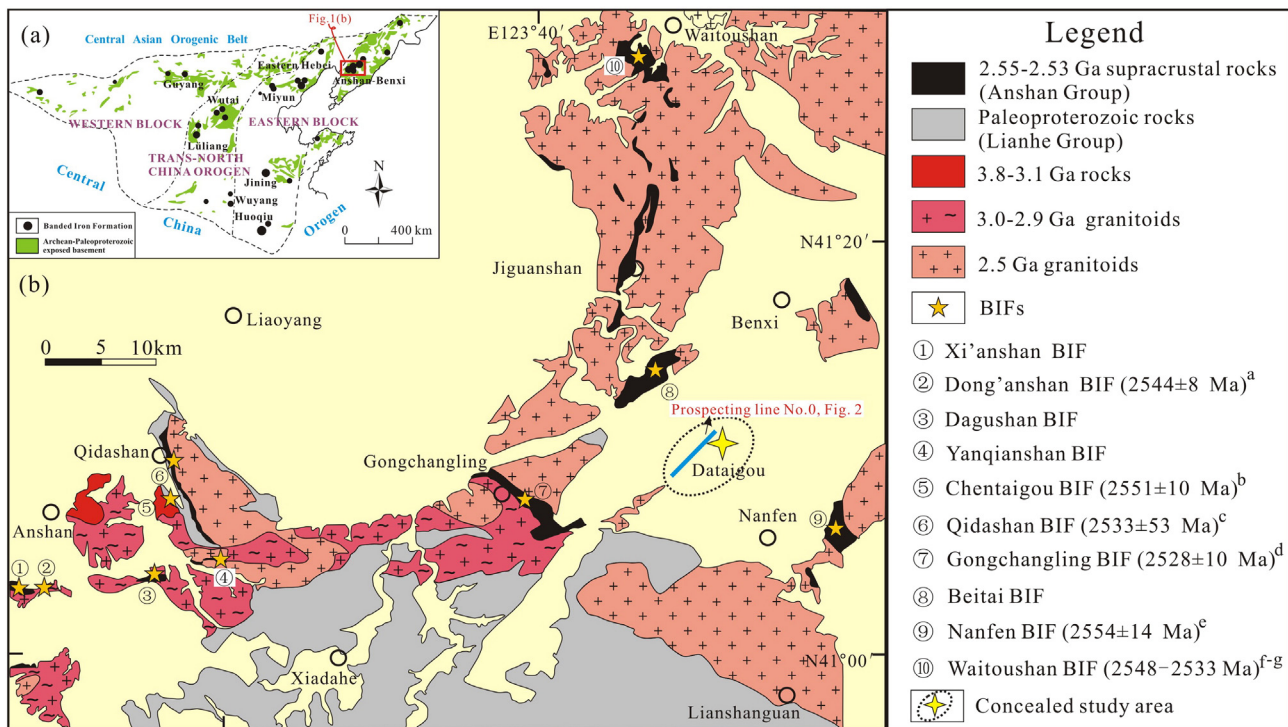 (a)
Fig.1(b)
Central Asian Orogenic Belt
Eastern Hebei
Anshan-Benxi
Guyang
Miyun
Wutai
WESTERN BLOCK
EASTERN BLOCK
Luliang
TRANS-NORTH
CHINA OROGEN
Jining
Central
Wuyang
Huoqiu
China
Orogen
N
0 400 km
Banded Iron Formation
Archean-Paleoproterozoic
exposed basement
(b)
E123°40′
Waitoushan
⑩
N41°20′
Jiguanshan
Benxi
Liaoyang
0 5 10km
⑧
Prospecting line No.0, Fig. 2
Dataigou
Qidashan
Gongchangling
⑥
⑤
⑦
Anshan
Nanfen
⑨
① ②
③
④
N41°00′
Xiadahe
Lianshanguan
Legend
2.55-2.53 Ga supracrustal rocks
(Anshan Group)
Paleoproterozoic rocks
(Lianhe Group)
3.8-3.1 Ga rocks
3.0-2.9 Ga granitoids
2.5 Ga granitoids
BIFs
① Xi'anshan BIF
② Dong'anshan BIF (2544±8 Ma)ᵃ
③ Dagushan BIF
④ Yanqianshan BIF
⑤ Chentaigou BIF (2551±10 Ma)ᵇ
⑥ Qidashan BIF (2533±53 Ma)ᶜ
⑦ Gongchangling BIF (2528±10 Ma)ᵈ
⑧ Beitai BIF
⑨ Nanfen BIF (2554±14 Ma)ᵉ
⑩ Waitoushan BIF (2548-2533 Ma)ᶠ⁻ᵍ
Concealed study area